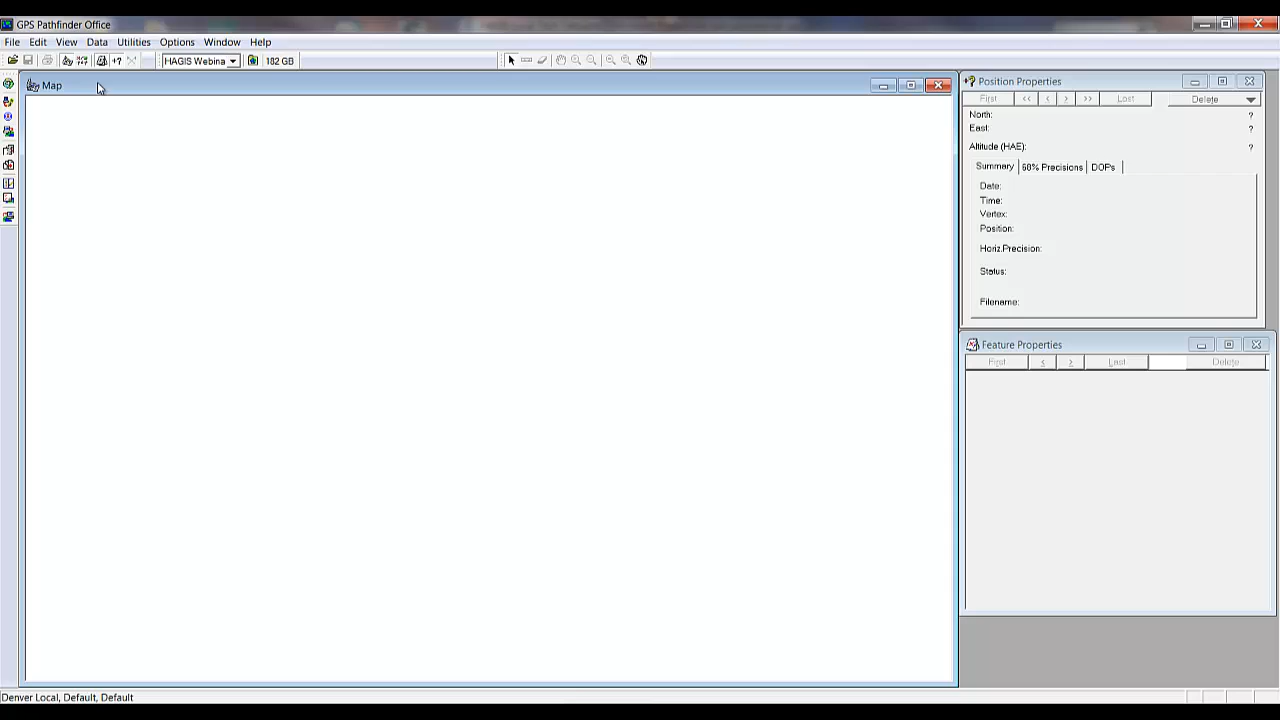 GPS Pathfinder Office
File Edit View Data Utilities Options Window Help
HAGIS Webina 182 GB
Map
Position Properties
First << < > >> Last Delete
North: ?
East: ?
Altitude (HAE): ?
Summary 68% Precisions DOPs
Date:
Time:
Vertex:
Position:
Horiz.Precision:
Status:
Filename:
Feature Properties
First < > Last Delete
Denver Local, Default, Default